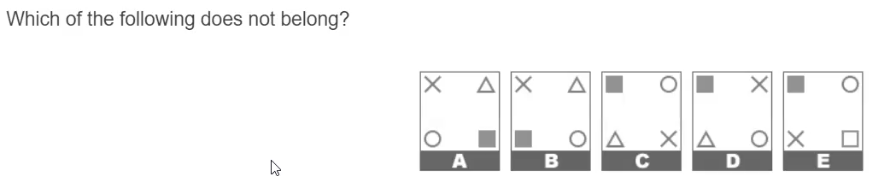 Which of the following does not belong?
A B C D E